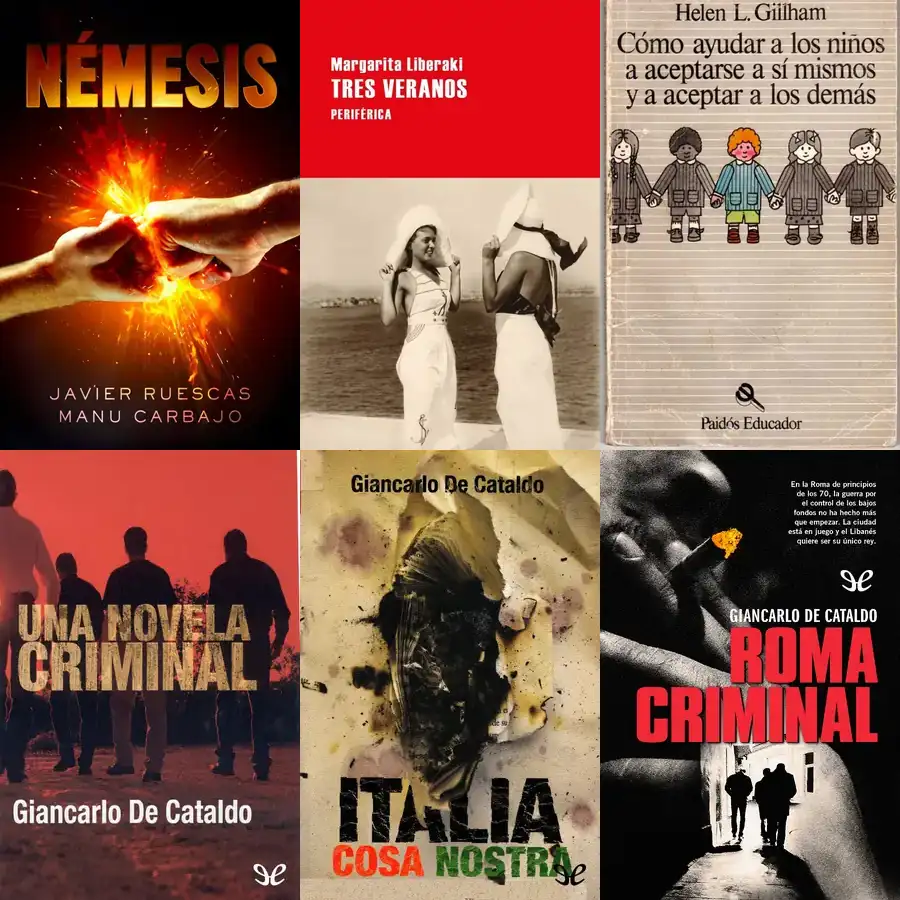 NÉMESIS
JAVIER RUESCAS
MANU CARBAJO
Margarita Liberaki
TRES VERANOS
PERIFÉRICA
Helen L. Gillham
Cómo ayudar a los niños
a aceptarse a sí mismos
y a aceptar a los demás
Paidós Educador
UNA NOVELA
CRIMINAL
Giancarlo De Cataldo
Giancarlo De Cataldo
ITALIA
COSA NOSTRA
En la Roma de principios
de los 70, la guerra por
el control de los bajos
fondos no ha hecho más
que empezar. La ciudad
está en juego y el Libanés
quiere ser su único rey.
GIANCARLO DE CATALDO
ROMA
CRIMINAL